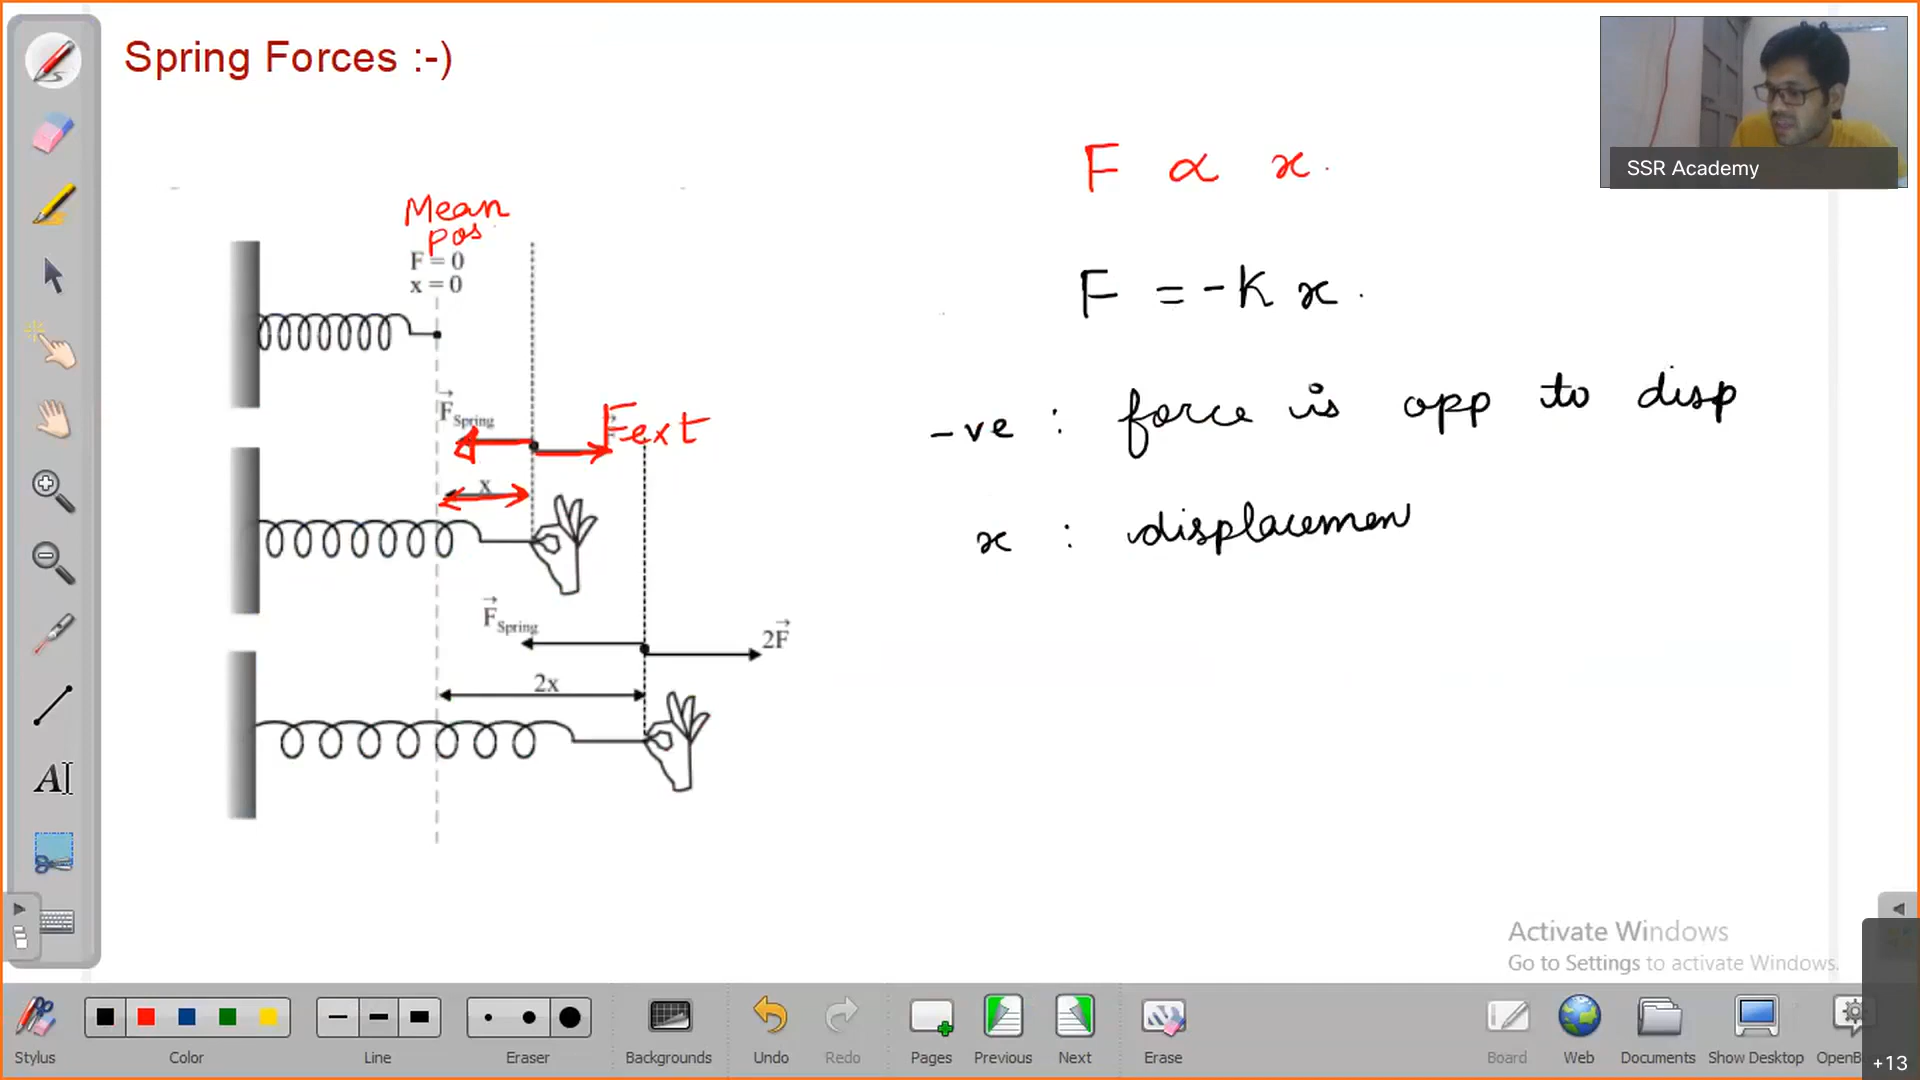 Spring Forces :-)
SSR Academy
F ∝ x.
Mean
pos
F = 0
x = 0
F = -K x.
F Spring
Fext
-ve : force is opp to disp
x
x : displacemen
F Spring
2F
2x
Activate Windows
Go to Settings to activate Windows.
A
Stylus
Color
Line
Eraser
Backgrounds
Undo
Redo
Pages
Previous
Next
Erase
Board
Web
Documents
Show Desktop
OpenB
+13